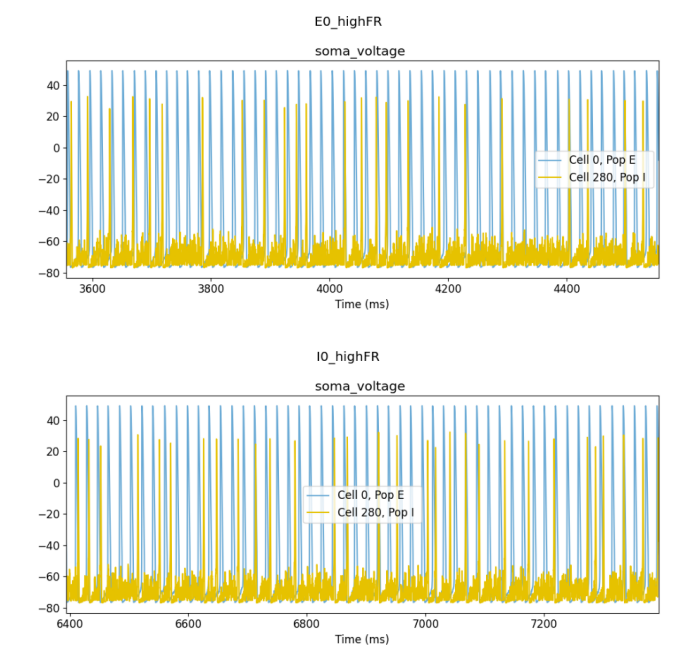 E0_highFR
soma_voltage
40
20
0
−20
−40
−60
−80
Cell 0, Pop E
Cell 280, Pop I
3600 3800 4000 4200 4400
Time (ms)
I0_highFR
soma_voltage
40
20
0
−20
−40
−60
−80
Cell 0, Pop E
Cell 280, Pop I
6400 6600 6800 7000 7200
Time (ms)